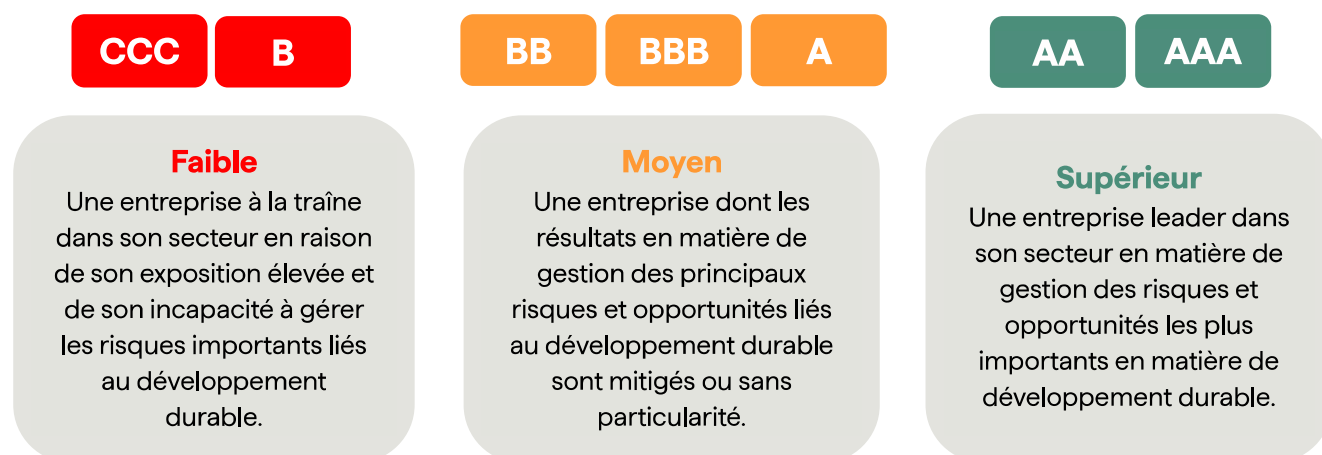 CCC B
BB BBB A
AA AAA
Faible
Une entreprise à la traîne
dans son secteur en raison
de son exposition élevée et
de son incapacité à gérer
les risques importants liés
au développement
durable.
Moyen
Une entreprise dont les
résultats en matière de
gestion des principaux
risques et opportunités liés
au développement durable
sont mitigés ou sans
particularité.
Supérieur
Une entreprise leader dans
son secteur en matière de
gestion des risques et
opportunités les plus
importants en matière de
développement durable.